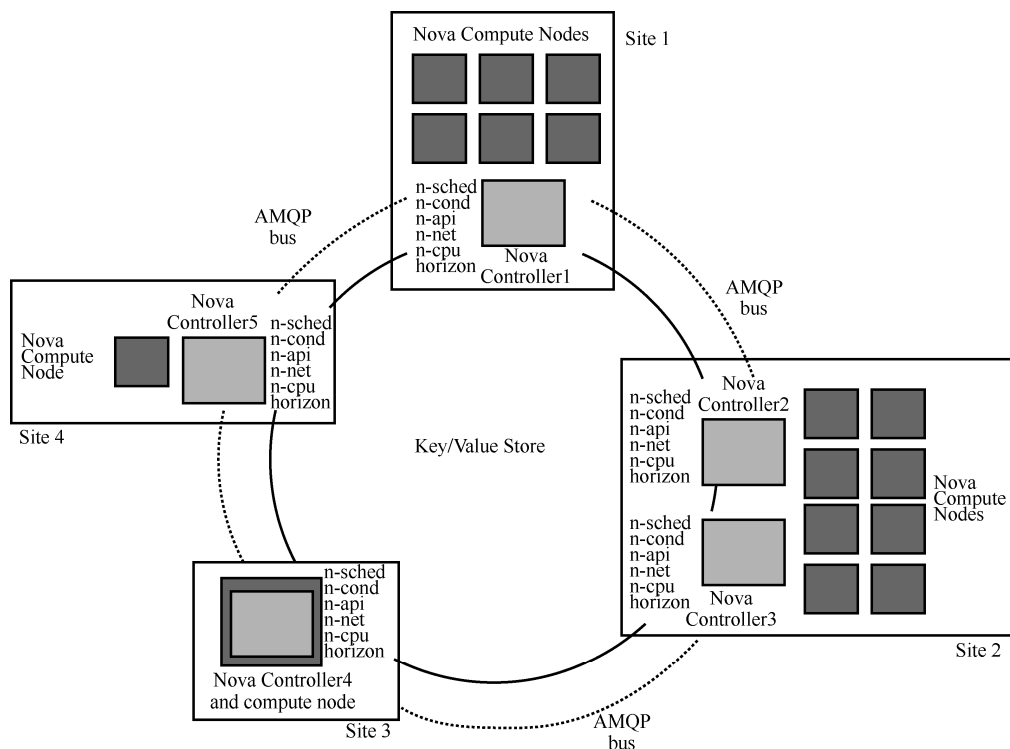 Nova Compute Nodes
Site 1
n-sched
n-cond
n-api
n-net
n-cpu
horizon
Nova
Controller1
AMQP
bus
AMQP
bus
Nova
Controller5
n-sched
n-cond
n-api
n-net
n-cpu
horizon
Nova
Compute
Node
Site 4
Key/Value Store
n-sched
n-cond
n-api
n-net
n-cpu
horizon
Nova
Controller2
n-sched
n-cond
n-api
n-net
n-cpu
horizon
Nova
Controller3
Nova
Compute
Nodes
Site 2
n-sched
n-cond
n-api
n-net
n-cpu
horizon
Nova Controller4
and compute node
Site 3
AMQP
bus